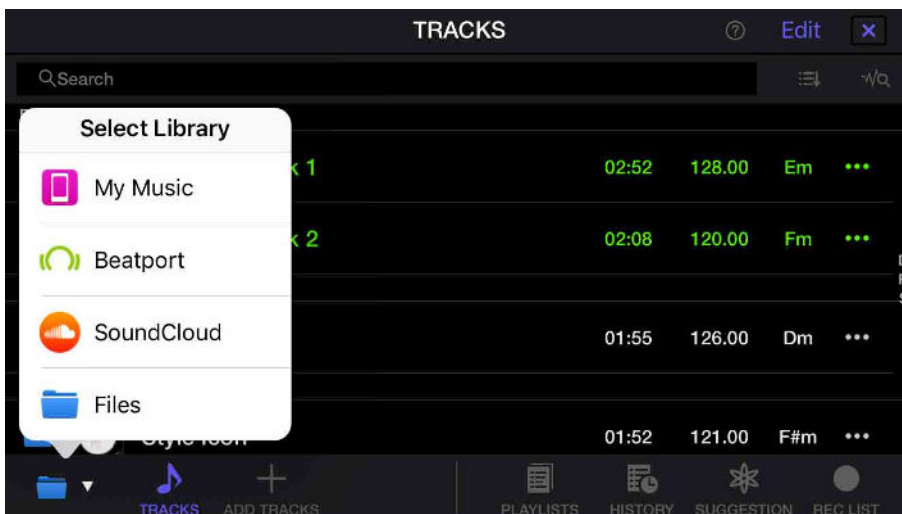 TRACKS
Edit
Search
Select Library
My Music
Beatport
SoundCloud
Files
k 1 02:52 128.00 Em
k 2 02:08 120.00 Fm
01:55 126.00 Dm
Style Icon 01:52 121.00 F#m
TRACKS ADD TRACKS PLAYLISTS HISTORY SUGGESTION REC LIST